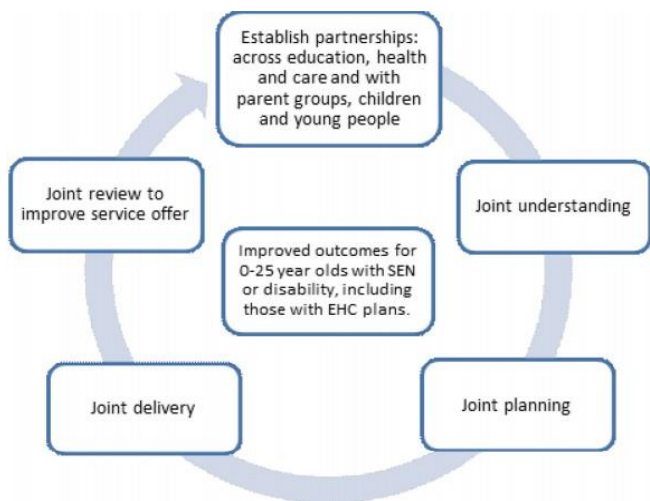 Establish partnerships:
across education, health
and care and with
parent groups, children
and young people
Joint understanding
Joint planning
Joint delivery
Joint review to
improve service offer
Improved outcomes for
0-25 year olds with SEN
or disability, including
those with EHC plans.